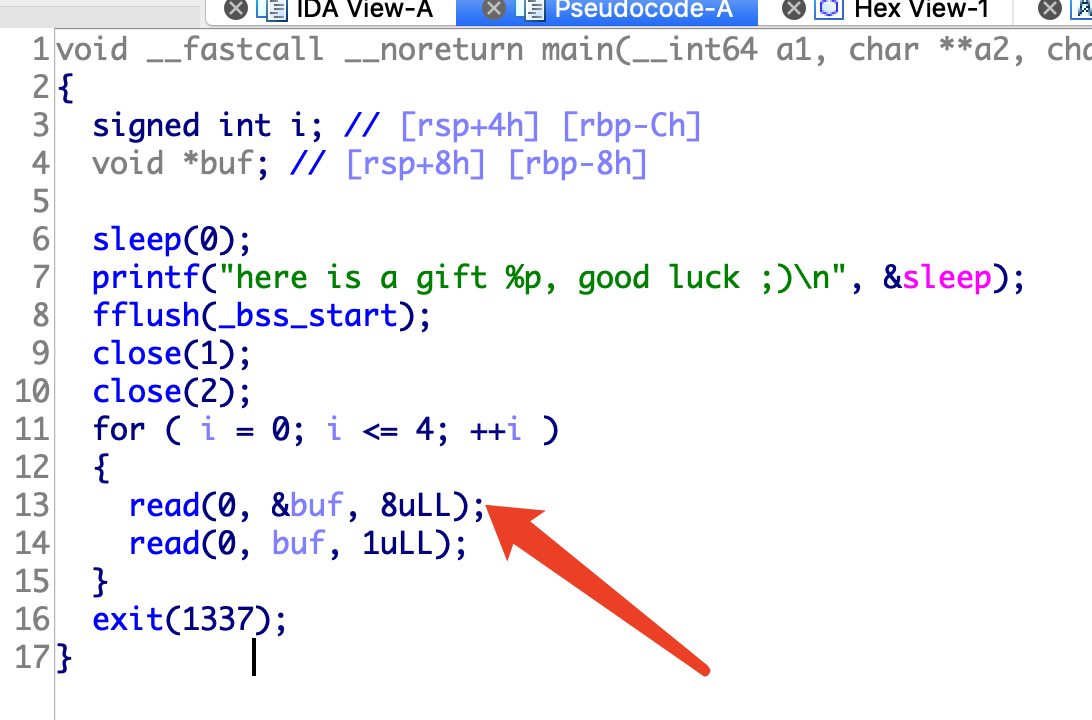 IDA View-A Pseudocode-A Hex View-1
1 void __fastcall __noreturn main(__int64 a1, char **a2, cha
2 {
3 signed int i; // [rsp+4h] [rbp-Ch]
4 void *buf; // [rsp+8h] [rbp-8h]
5
6 sleep(0);
7 printf("here is a gift %p, good luck ;)\n", &sleep);
8 fflush(_bss_start);
9 close(1);
10 close(2);
11 for ( i = 0; i <= 4; ++i )
12 {
13 read(0, &buf, 8uLL);
14 read(0, buf, 1uLL);
15 }
16 exit(1337);
17 }